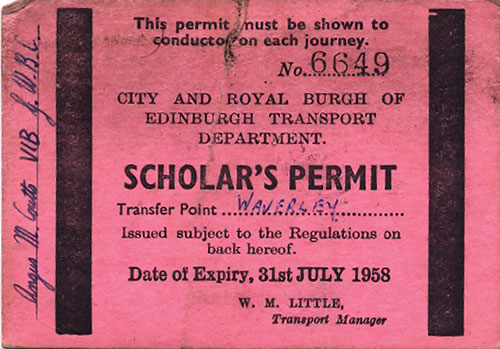 This permit must be shown to
conductor on each journey.
No. 6649
CITY AND ROYAL BURGH OF
EDINBURGH TRANSPORT
DEPARTMENT.
SCHOLAR'S PERMIT
Transfer Point WAVERLEY
Issued subject to the Regulations on
back hereof.
Date of Expiry, 31st JULY 1958
W. M. LITTLE,
Transport Manager
Angus M. Coutts VIB